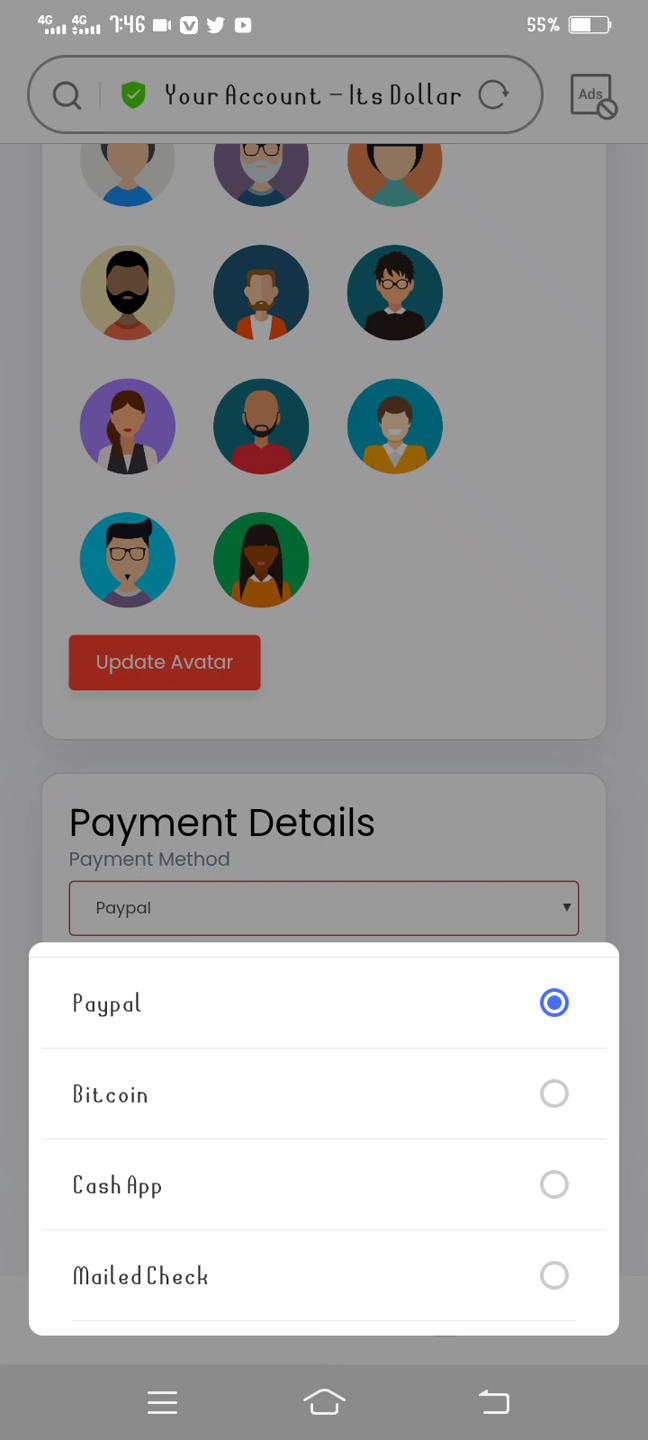 4G 4G 7:46 55%
Your Account – Its Dollar
Ads
Update Avatar
Payment Details
Payment Method
Paypal
Paypal
Bitcoin
Cash App
Mailed Check